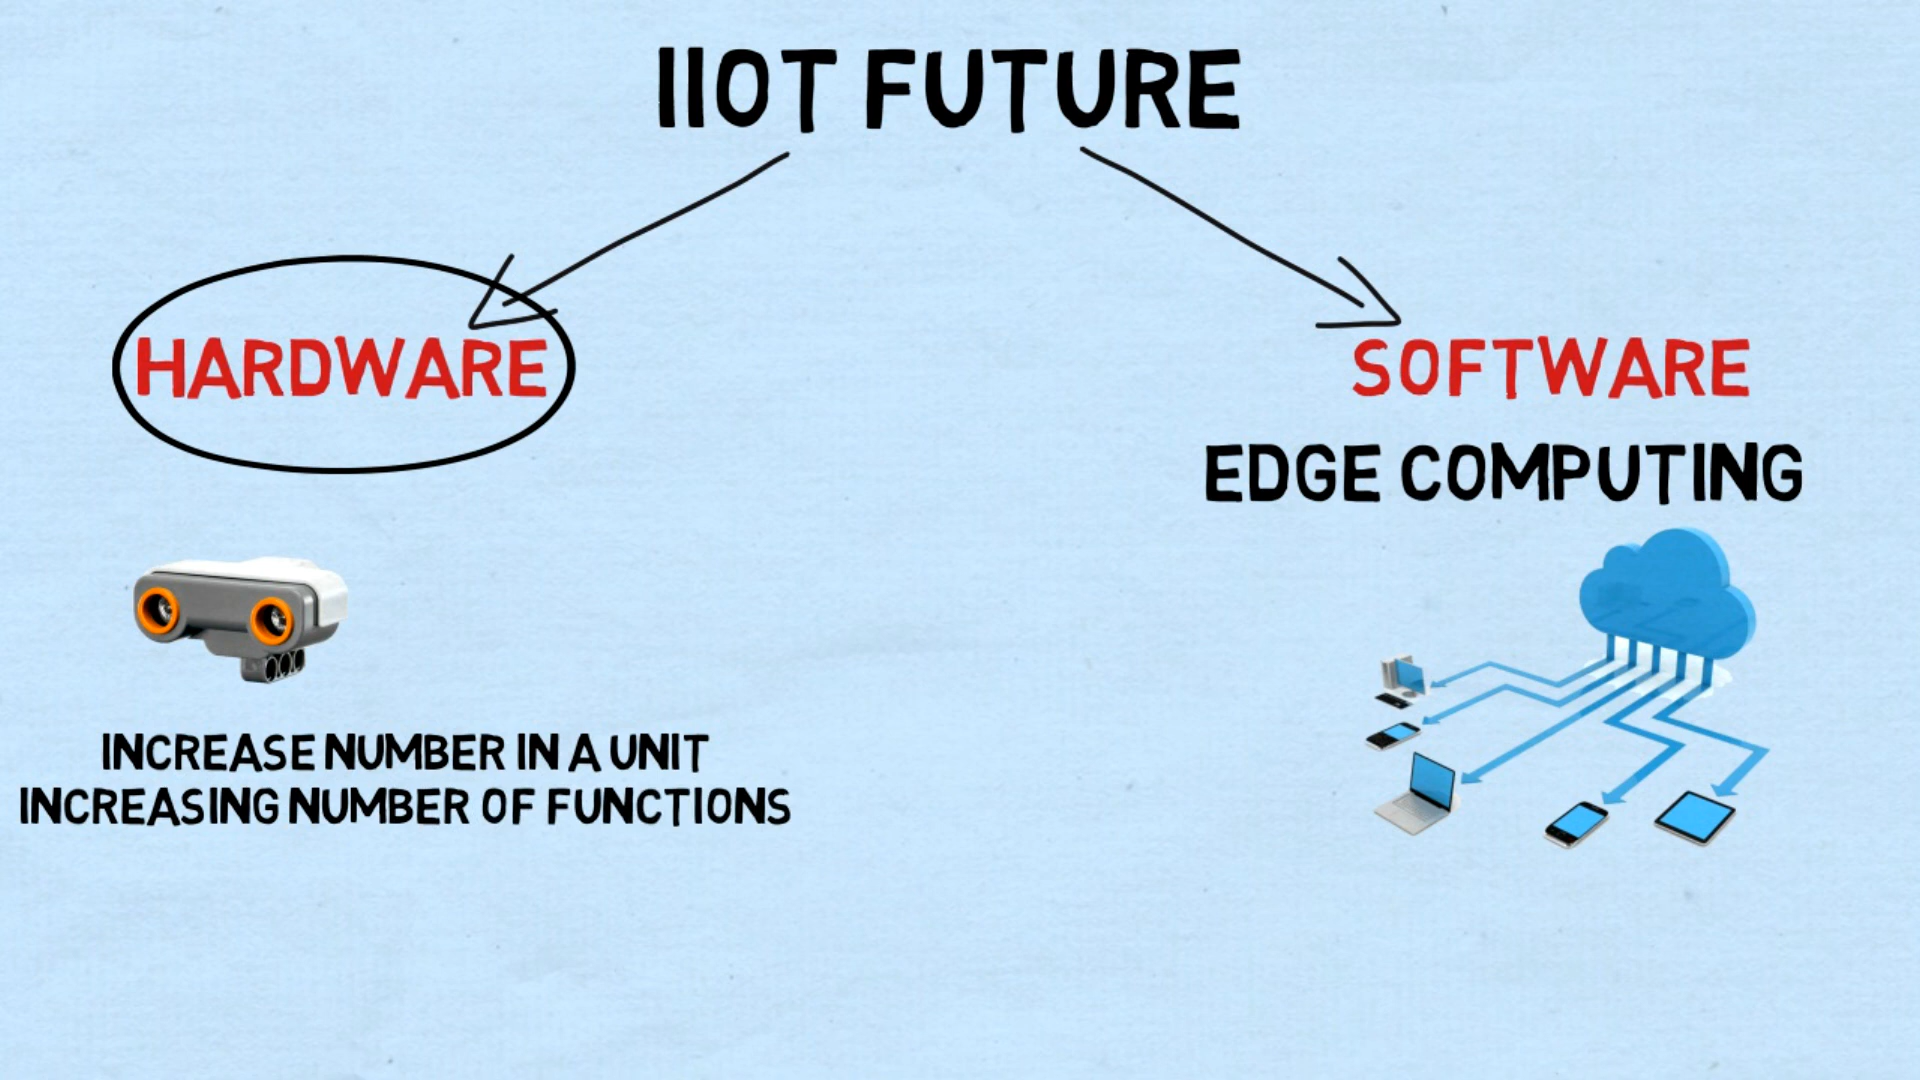 IIOT FUTURE
HARDWARE
SOFTWARE
EDGE COMPUTING
INCREASE NUMBER IN A UNIT
INCREASING NUMBER OF FUNCTIONS